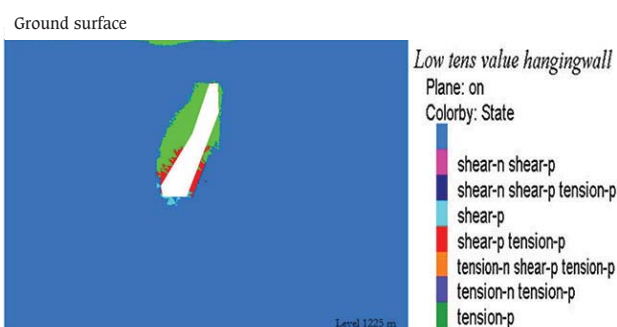 Ground surface
Low tens value hangingwall
Plane: on
Colorby: State
shear-n shear-p
shear-n shear-p tension-p
shear-p
shear-p tension-p
tension-n shear-p tension-p
tension-n tension-p
tension-p
Level 1225 m